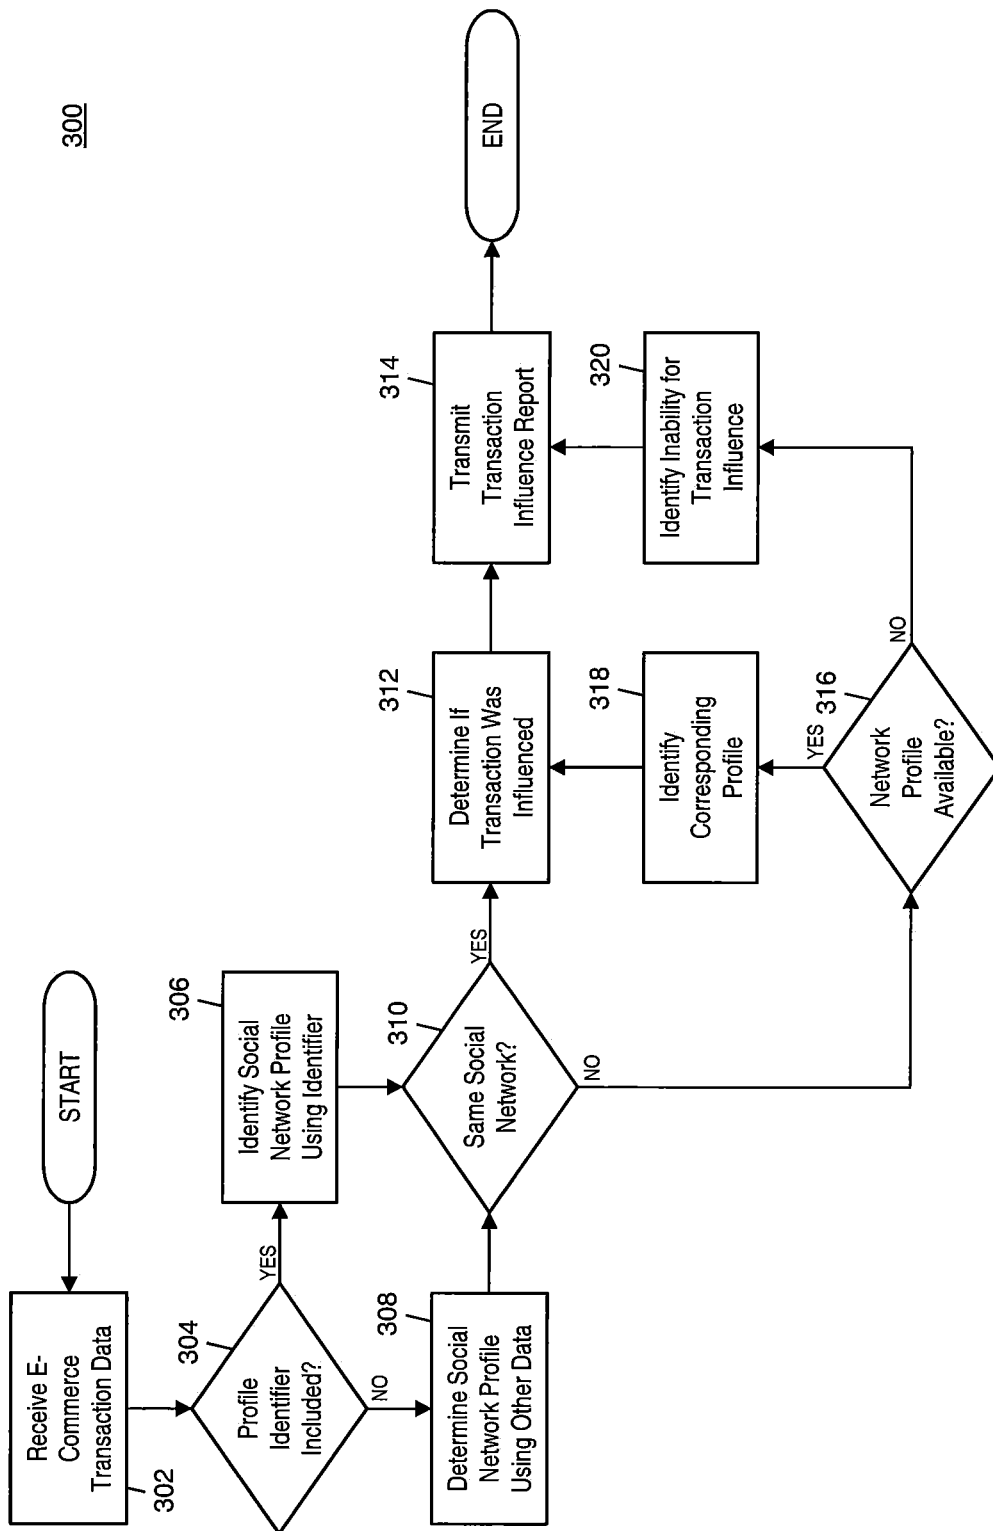 300
START
Receive E-
Commerce
Transaction Data
302
304
Profile
Identifier
Included?
YES
NO
306
Identify Social
Network Profile
Using Identifier
308
Determine Social
Network Profile
Using Other Data
310
Same Social
Network?
YES
NO
312
Determine If
Transaction Was
Influenced
314
Transmit
Transaction
Influence Report
END
316
Network
Profile
Available?
YES
NO
318
Identify
Corresponding
Profile
320
Identify Inability for
Transaction
Influence